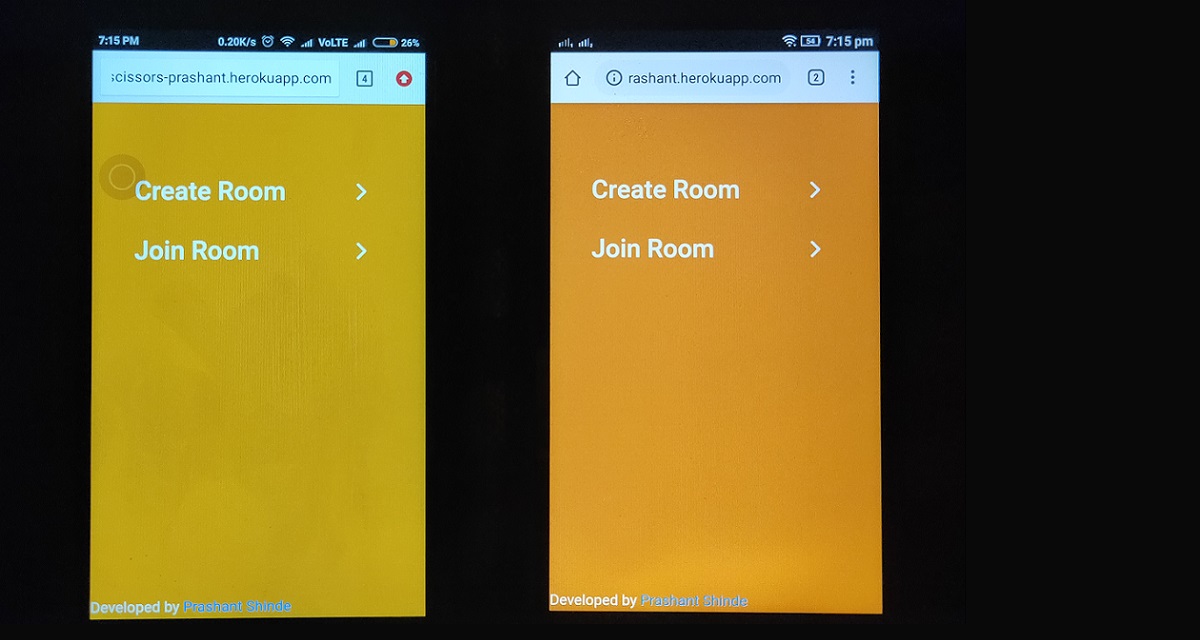 7:15 PM 0.20K/s VoLTE 26%
scissors-prashant.herokuapp.com 4
Create Room
Join Room
Developed by Prashant Shinde
54 7:15 pm
rashant.herokuapp.com 2
Create Room
Join Room
Developed by Prashant Shinde